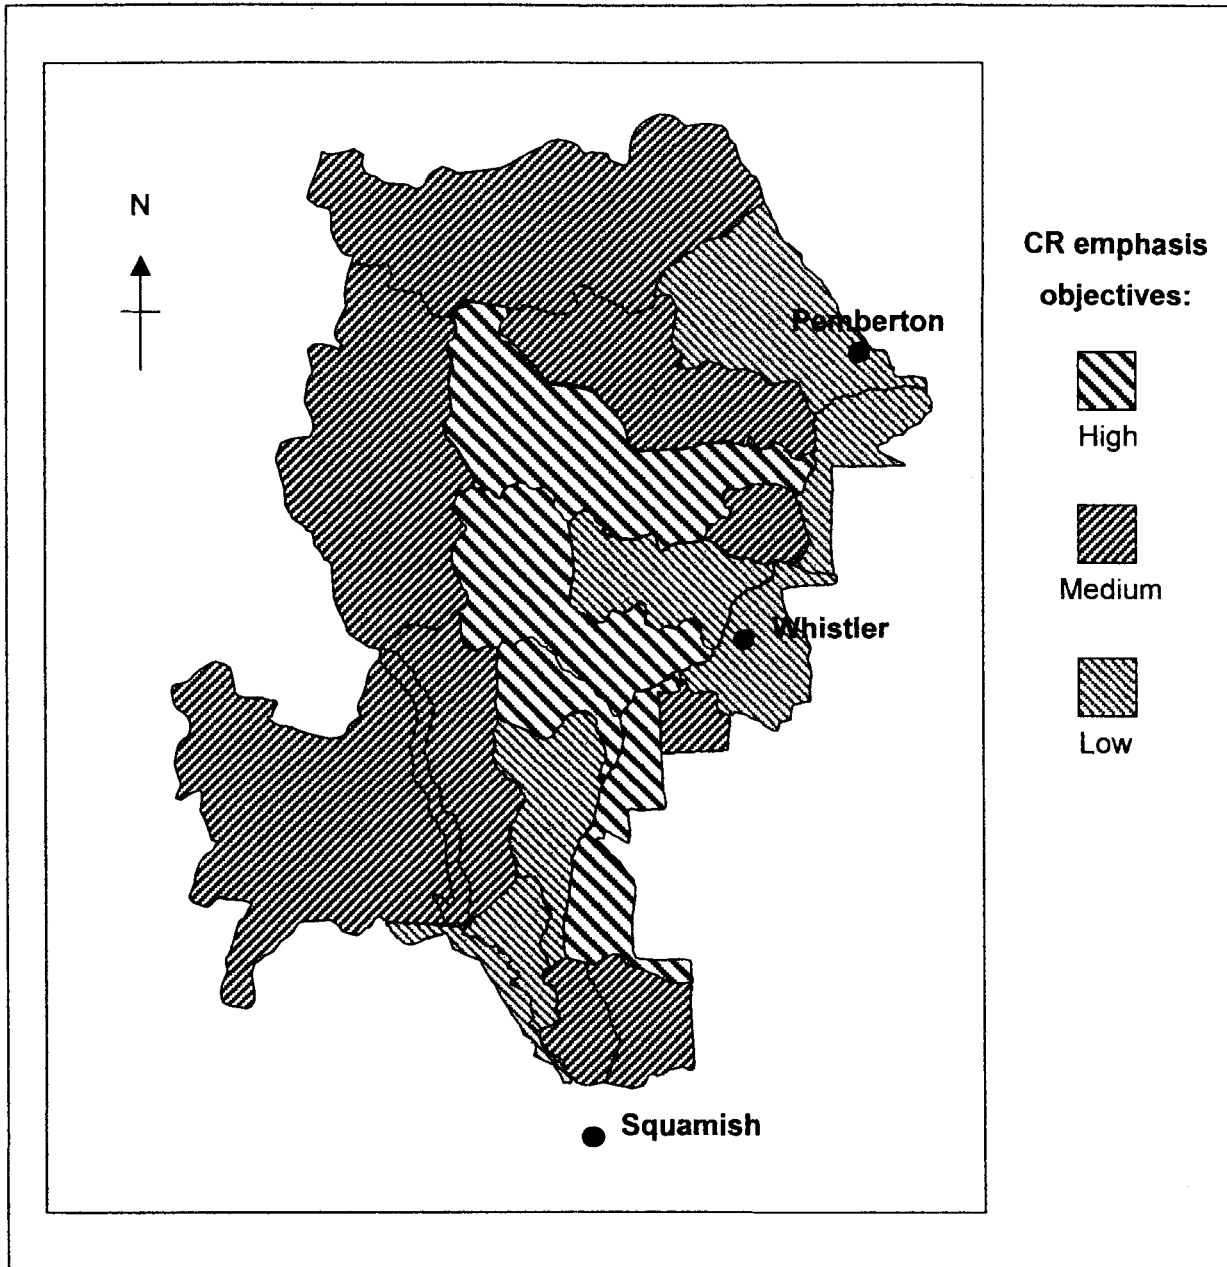 N
CR emphasis
objectives:
Pemberton
High
Medium
Whistler
Low
Squamish